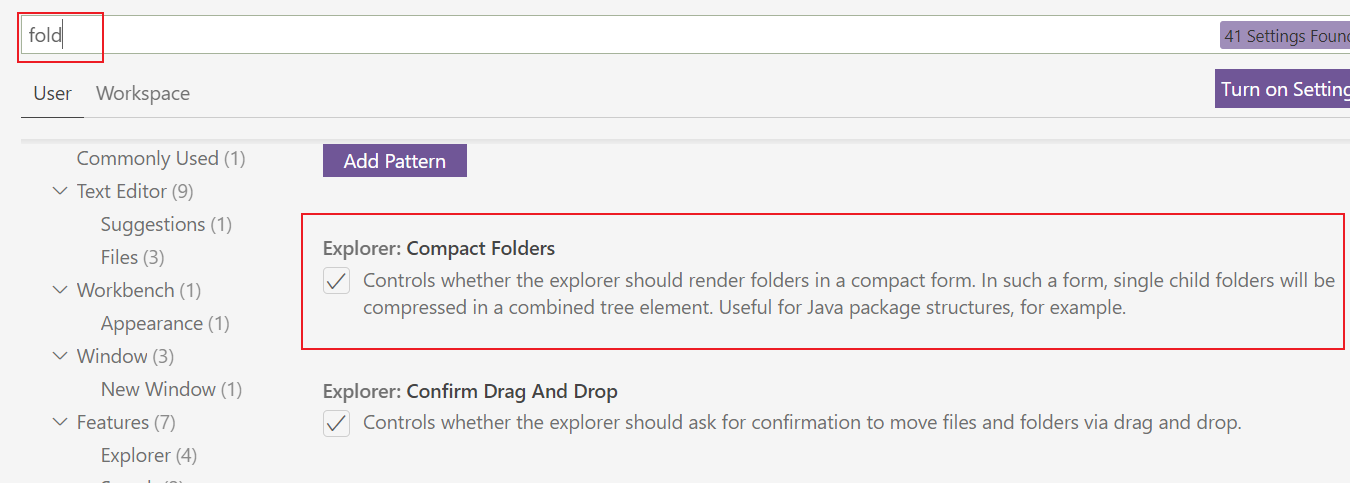 fold
41 Settings Found
User
Workspace
Turn on Setting
Commonly Used (1)
Text Editor (9)
Suggestions (1)
Files (3)
Workbench (1)
Appearance (1)
Window (3)
New Window (1)
Features (7)
Explorer (4)
Add Pattern
Explorer: Compact Folders
Controls whether the explorer should render folders in a compact form. In such a form, single child folders will be
compressed in a combined tree element. Useful for Java package structures, for example.
Explorer: Confirm Drag And Drop
Controls whether the explorer should ask for confirmation to move files and folders via drag and drop.